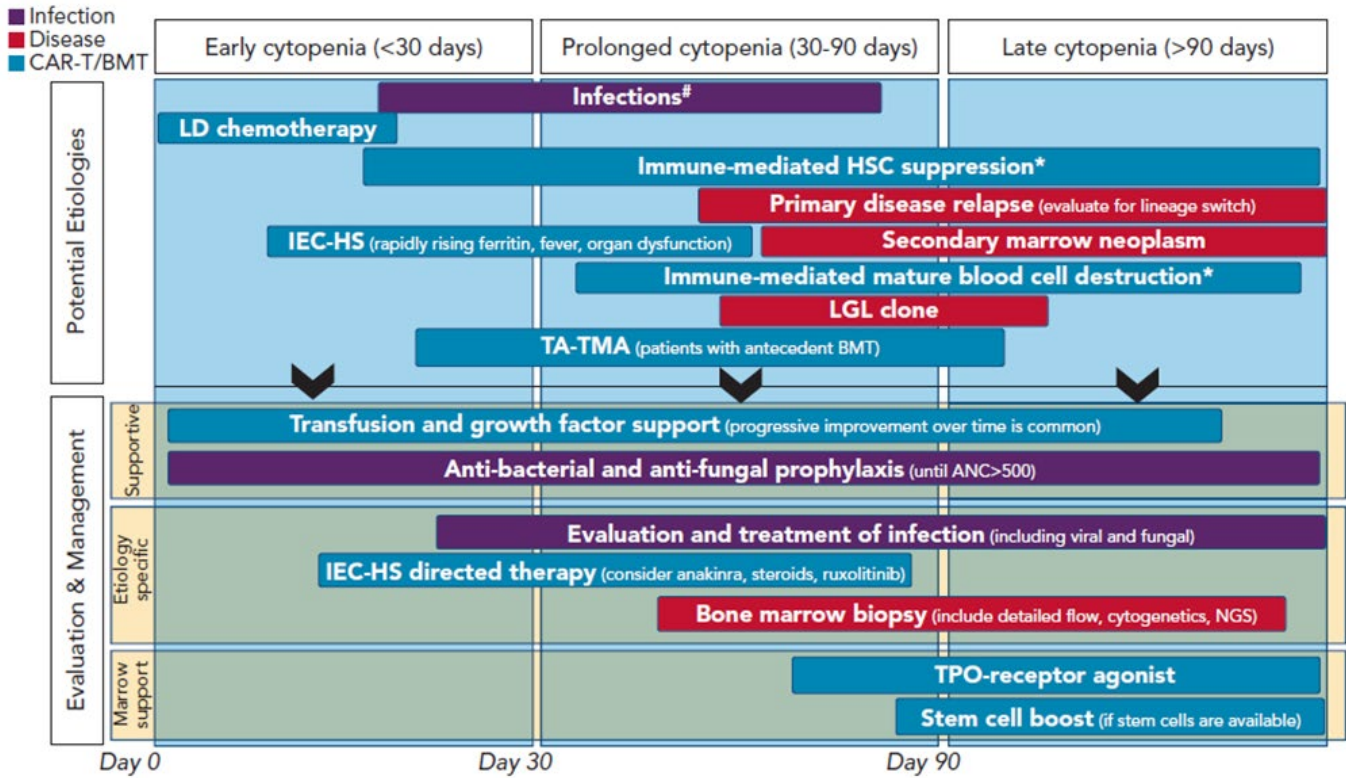 Infection
Disease
CAR-T/BMT
Early cytopenia (<30 days)
Prolonged cytopenia (30-90 days)
Late cytopenia (>90 days)
Potential Etiologies
Infections#
LD chemotherapy
Immune-mediated HSC suppression*
Primary disease relapse (evaluate for lineage switch)
IEC-HS (rapidly rising ferritin, fever, organ dysfunction)
Secondary marrow neoplasm
Immune-mediated mature blood cell destruction*
LGL clone
TA-TMA (patients with antecedent BMT)
Evaluation & Management
Supportive
Transfusion and growth factor support (progressive improvement over time is common)
Anti-bacterial and anti-fungal prophylaxis (until ANC>500)
Etiology
specific
Evaluation and treatment of infection (including viral and fungal)
IEC-HS directed therapy (consider anakinra, steroids, ruxolitinib)
Bone marrow biopsy (include detailed flow, cytogenetics, NGS)
Marrow
support
TPO-receptor agonist
Stem cell boost (if stem cells are available)
Day 0
Day 30
Day 90